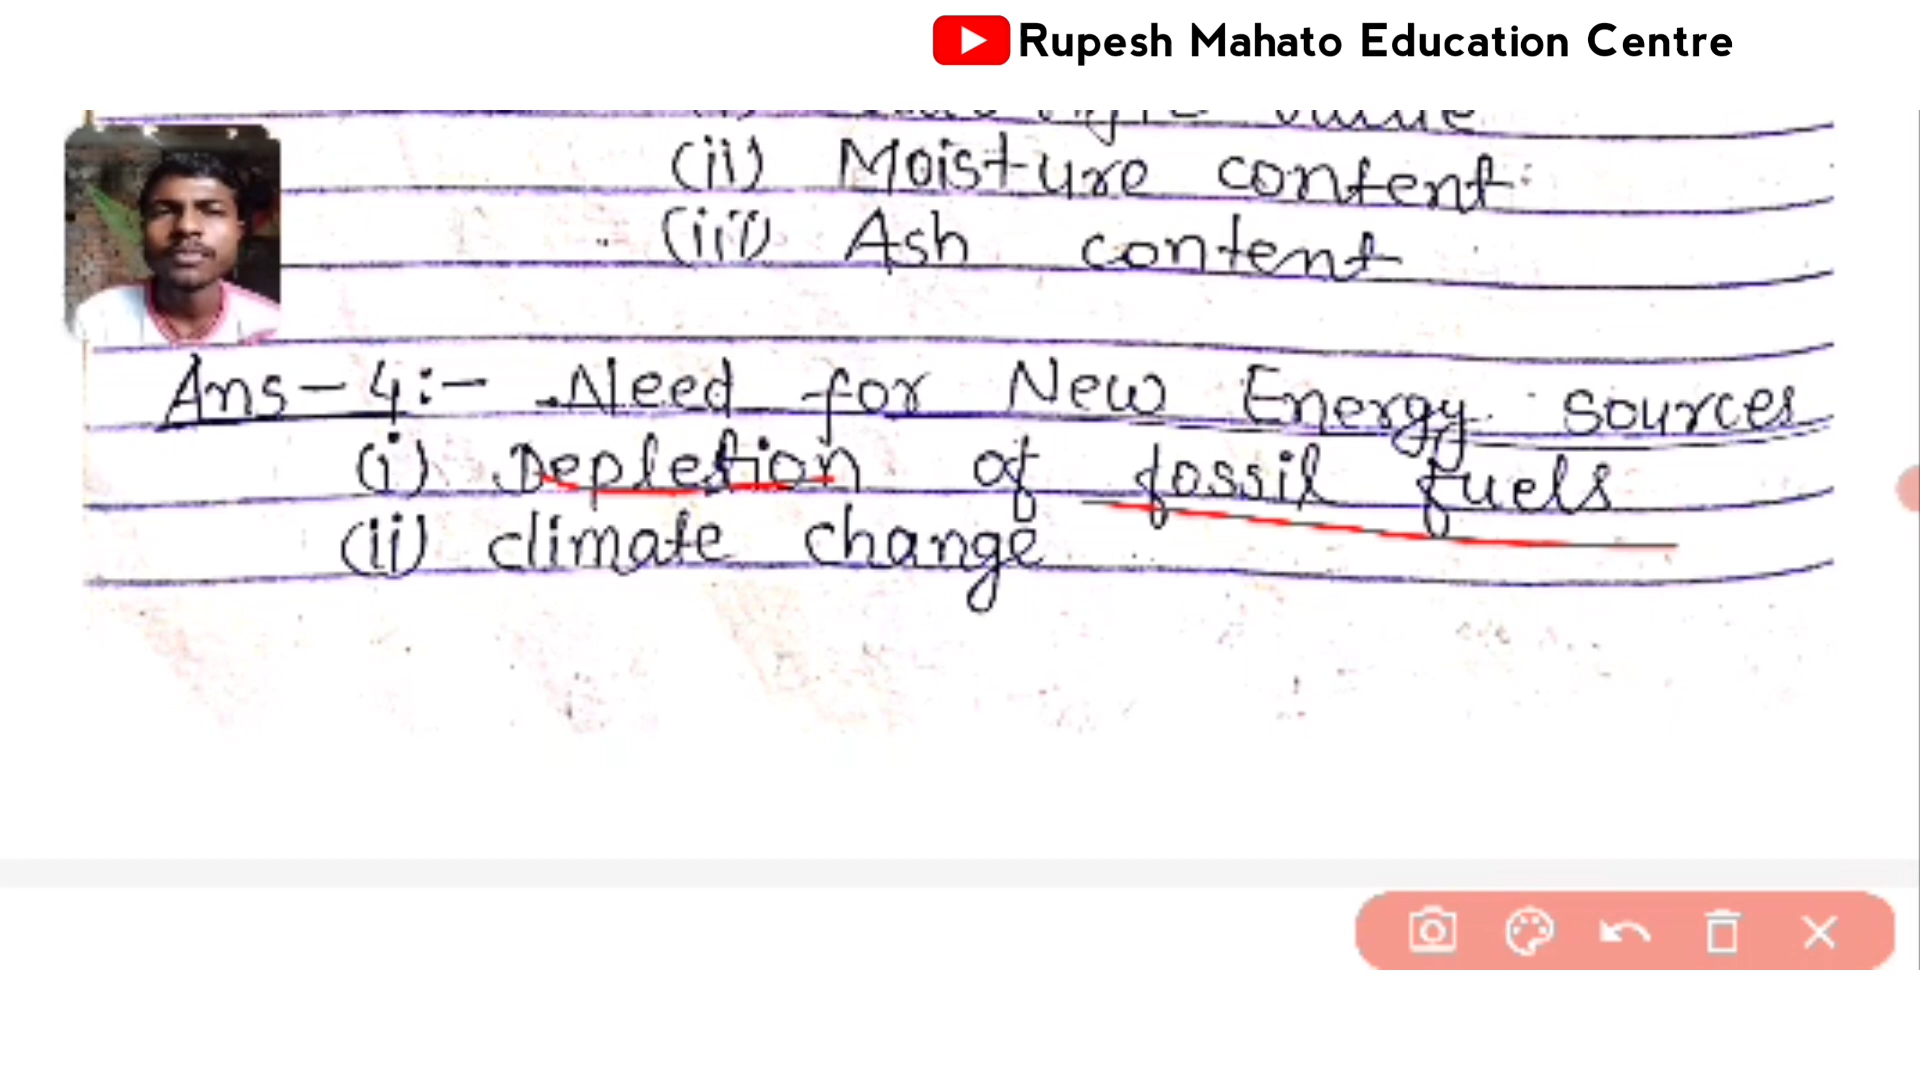 Rupesh Mahato Education Centre
value
(ii) Moisture content
(iii) Ash content
Ans-4:- Need for New Energy sources
(i) Depletion of fossil fuels
(ii) climate change